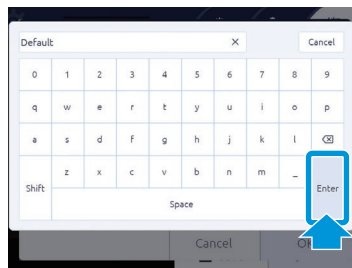 Default × Cancel
0 1 2 3 4 5 6 7 8 9
q w e r t y u i o p
a s d f g h j k l
Shift z x c v b n m _ Enter
Space
Cancel